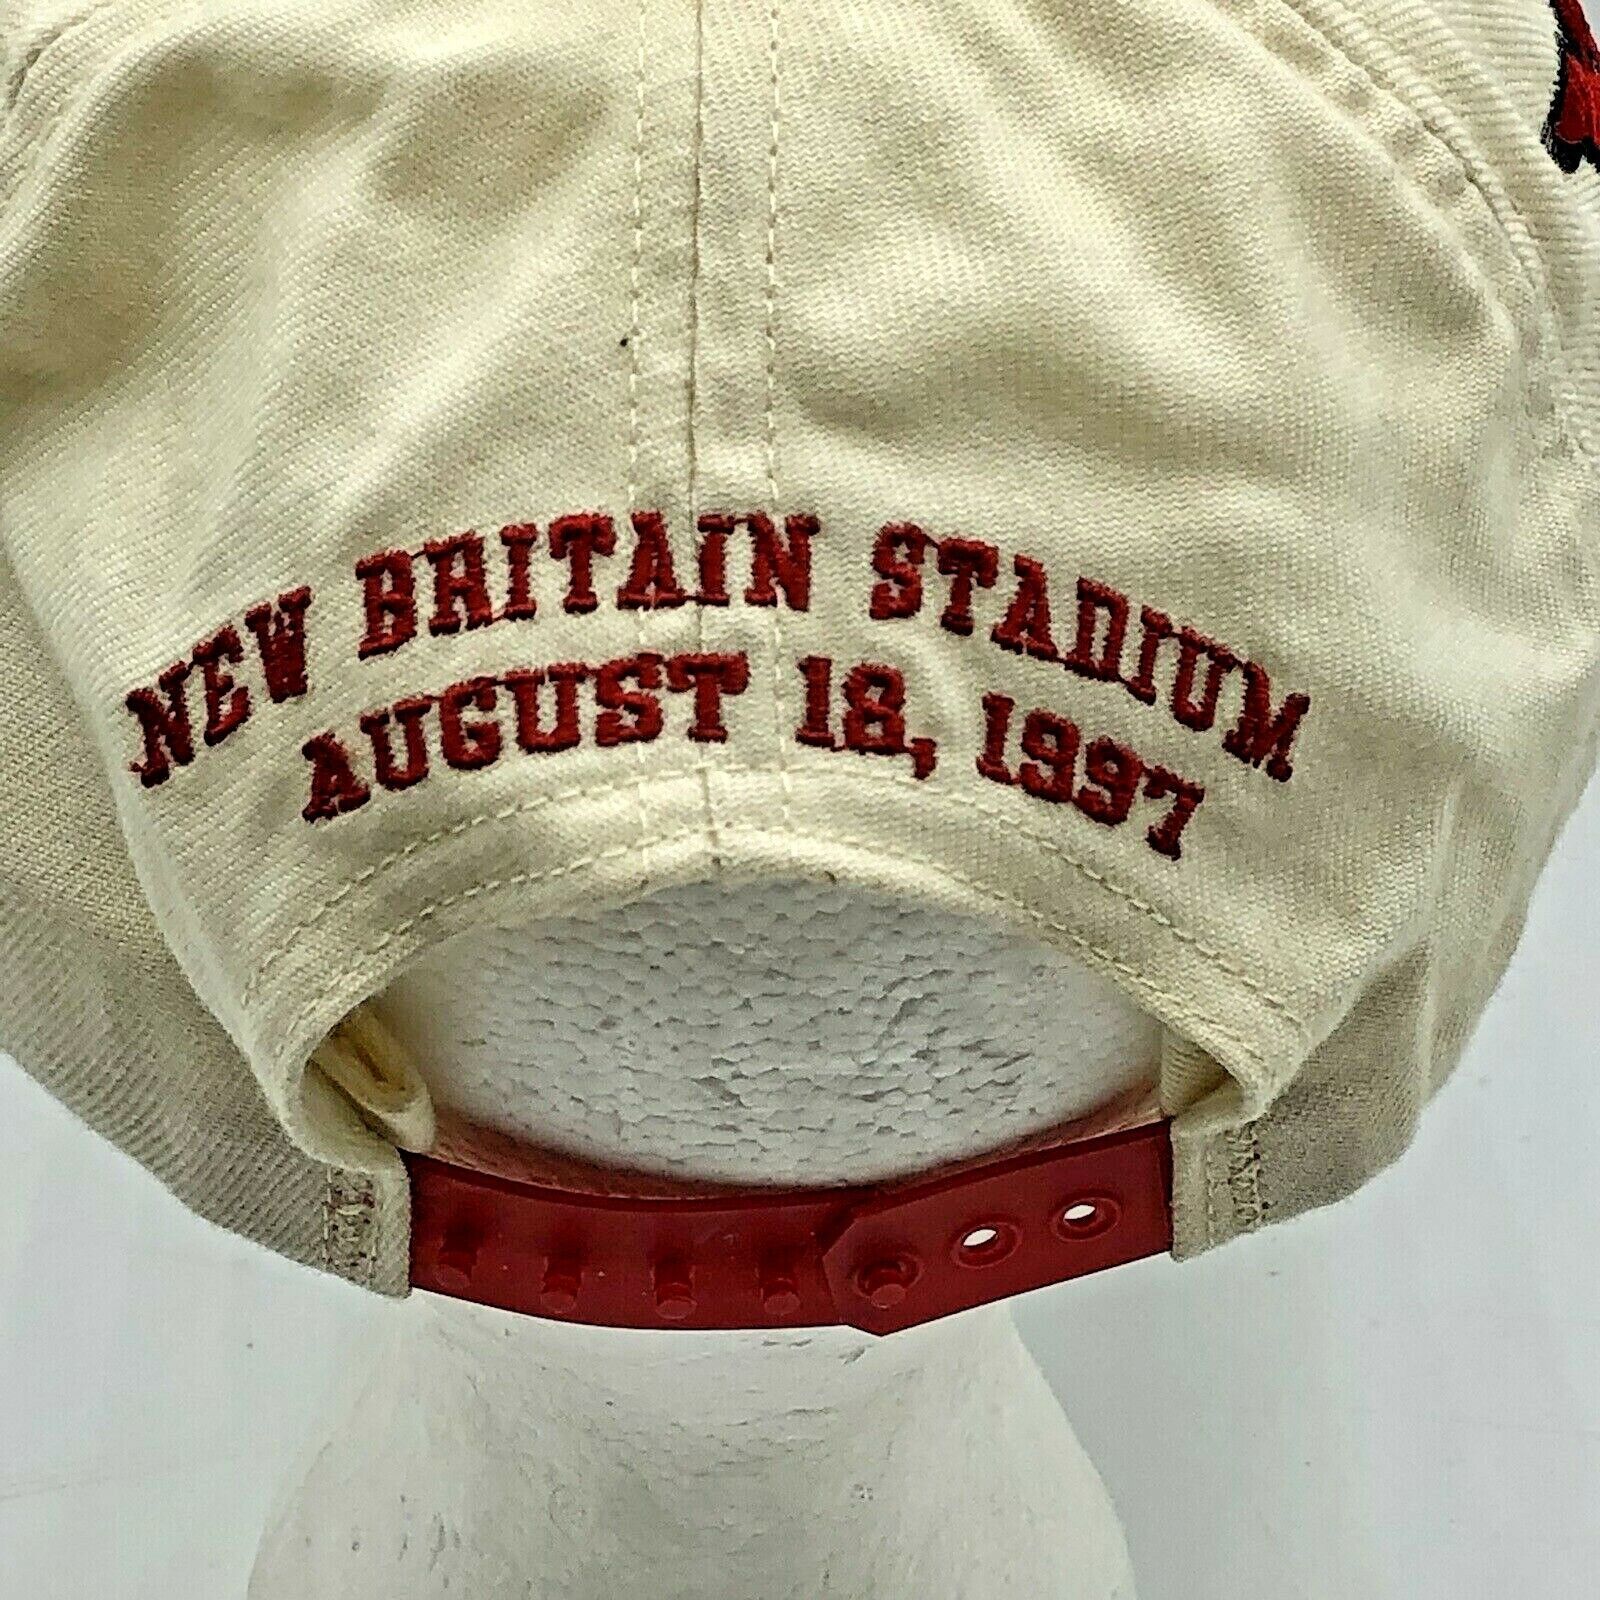 NEW BRITAIN STADIUM
AUGUST 18, 1997